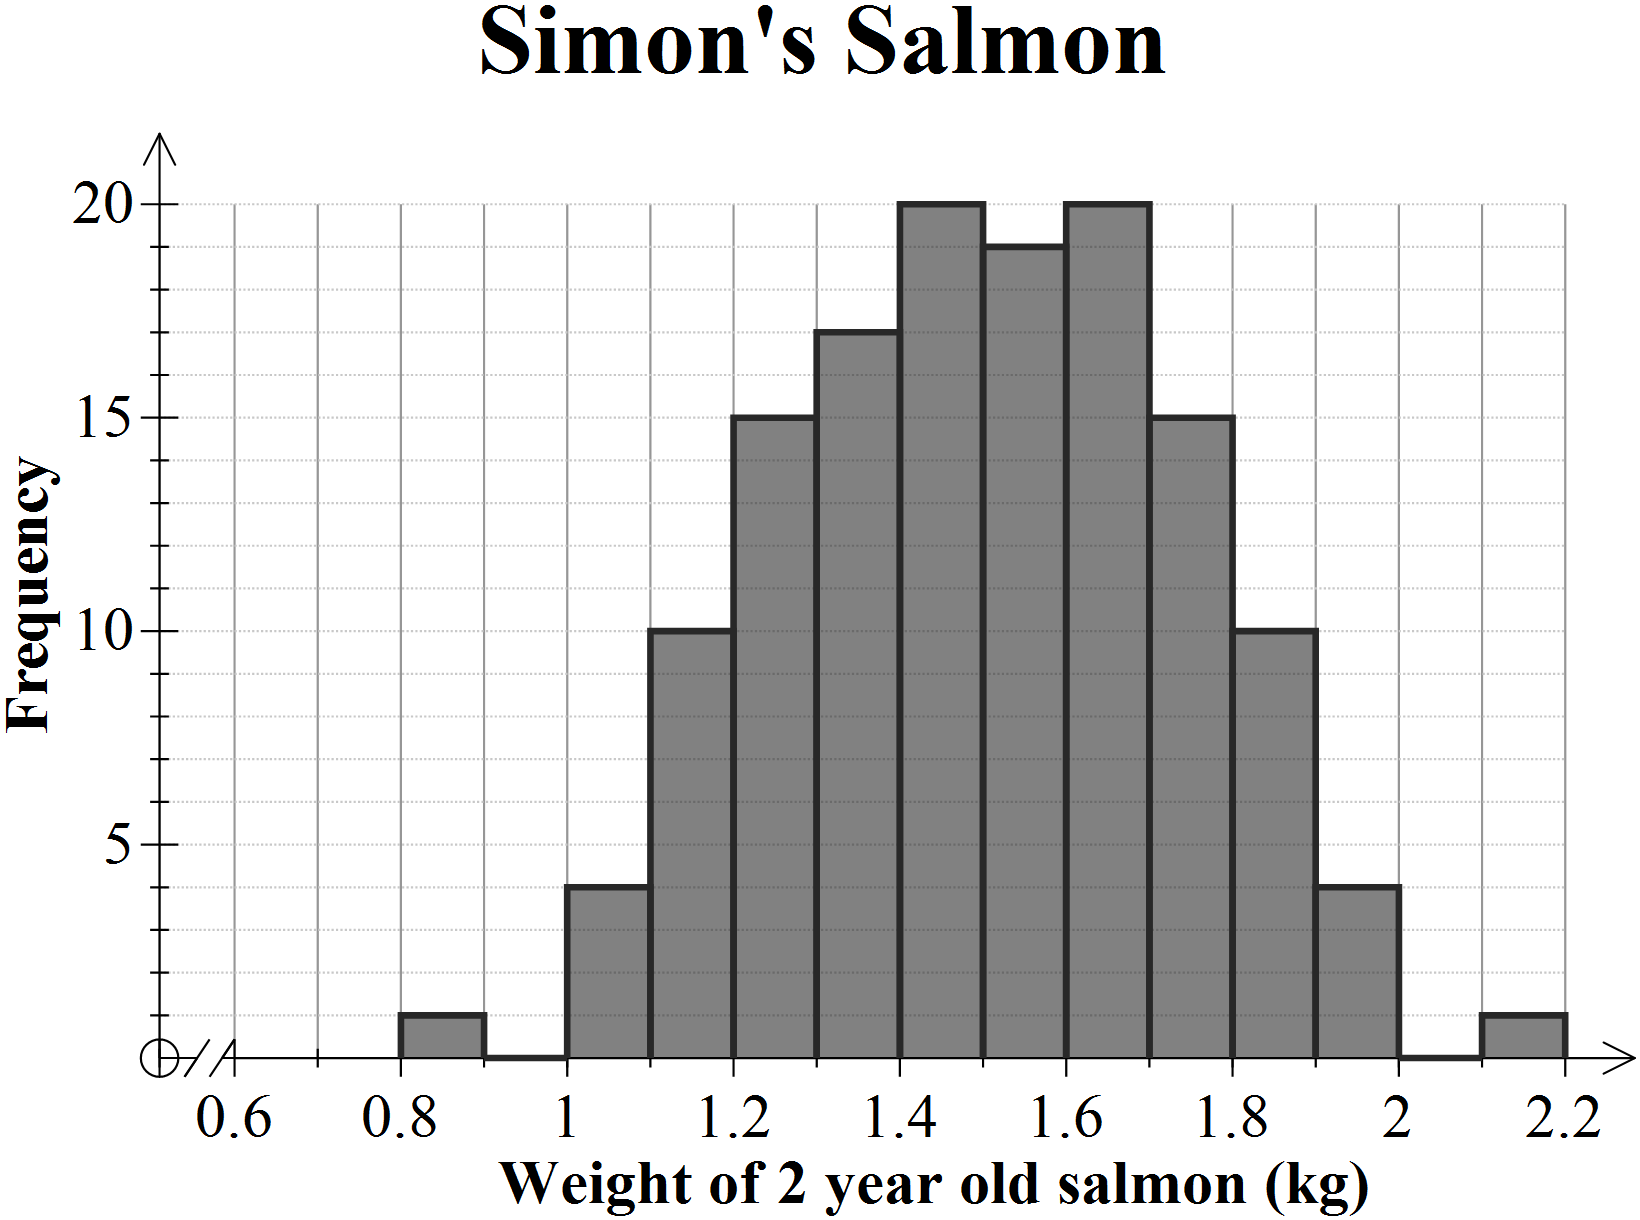 Simon's Salmon
20
15
10
5
Frequency
0.6 0.8 1 1.2 1.4 1.6 1.8 2 2.2
Weight of 2 year old salmon (kg)